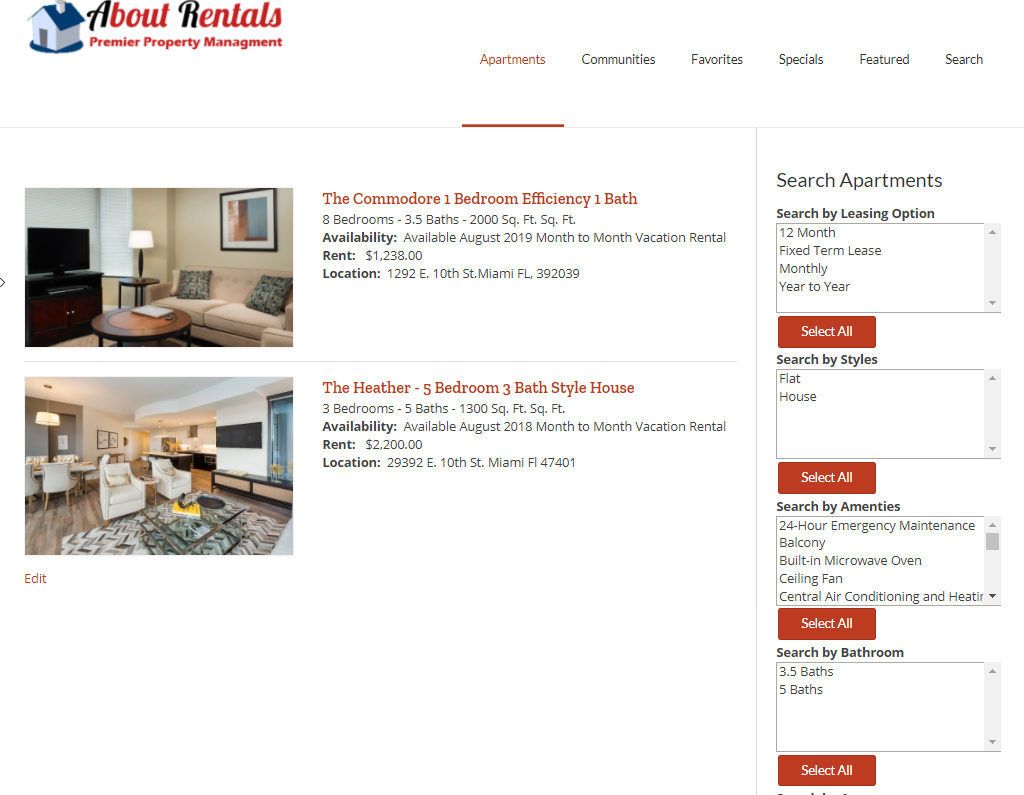 About Rentals
Premier Property Managment
Apartments
Communities
Favorites
Specials
Featured
Search
The Commodore 1 Bedroom Efficiency 1 Bath
8 Bedrooms - 3.5 Baths - 2000 Sq. Ft. Sq. Ft.
Availability: Available August 2019 Month to Month Vacation Rental
Rent: $1,238.00
Location: 1292 E. 10th St.Miami FL, 392039
The Heather - 5 Bedroom 3 Bath Style House
3 Bedrooms - 5 Baths - 1300 Sq. Ft. Sq. Ft.
Availability: Available August 2018 Month to Month Vacation Rental
Rent: $2,200.00
Location: 29392 E. 10th St. Miami Fl 47401
Edit
Search Apartments
Search by Leasing Option
12 Month
Fixed Term Lease
Monthly
Year to Year
Select All
Search by Styles
Flat
House
Select All
Search by Amenties
24-Hour Emergency Maintenance
Balcony
Built-in Microwave Oven
Ceiling Fan
Central Air Conditioning and Heatin
Select All
Search by Bathroom
3.5 Baths
5 Baths
Select All